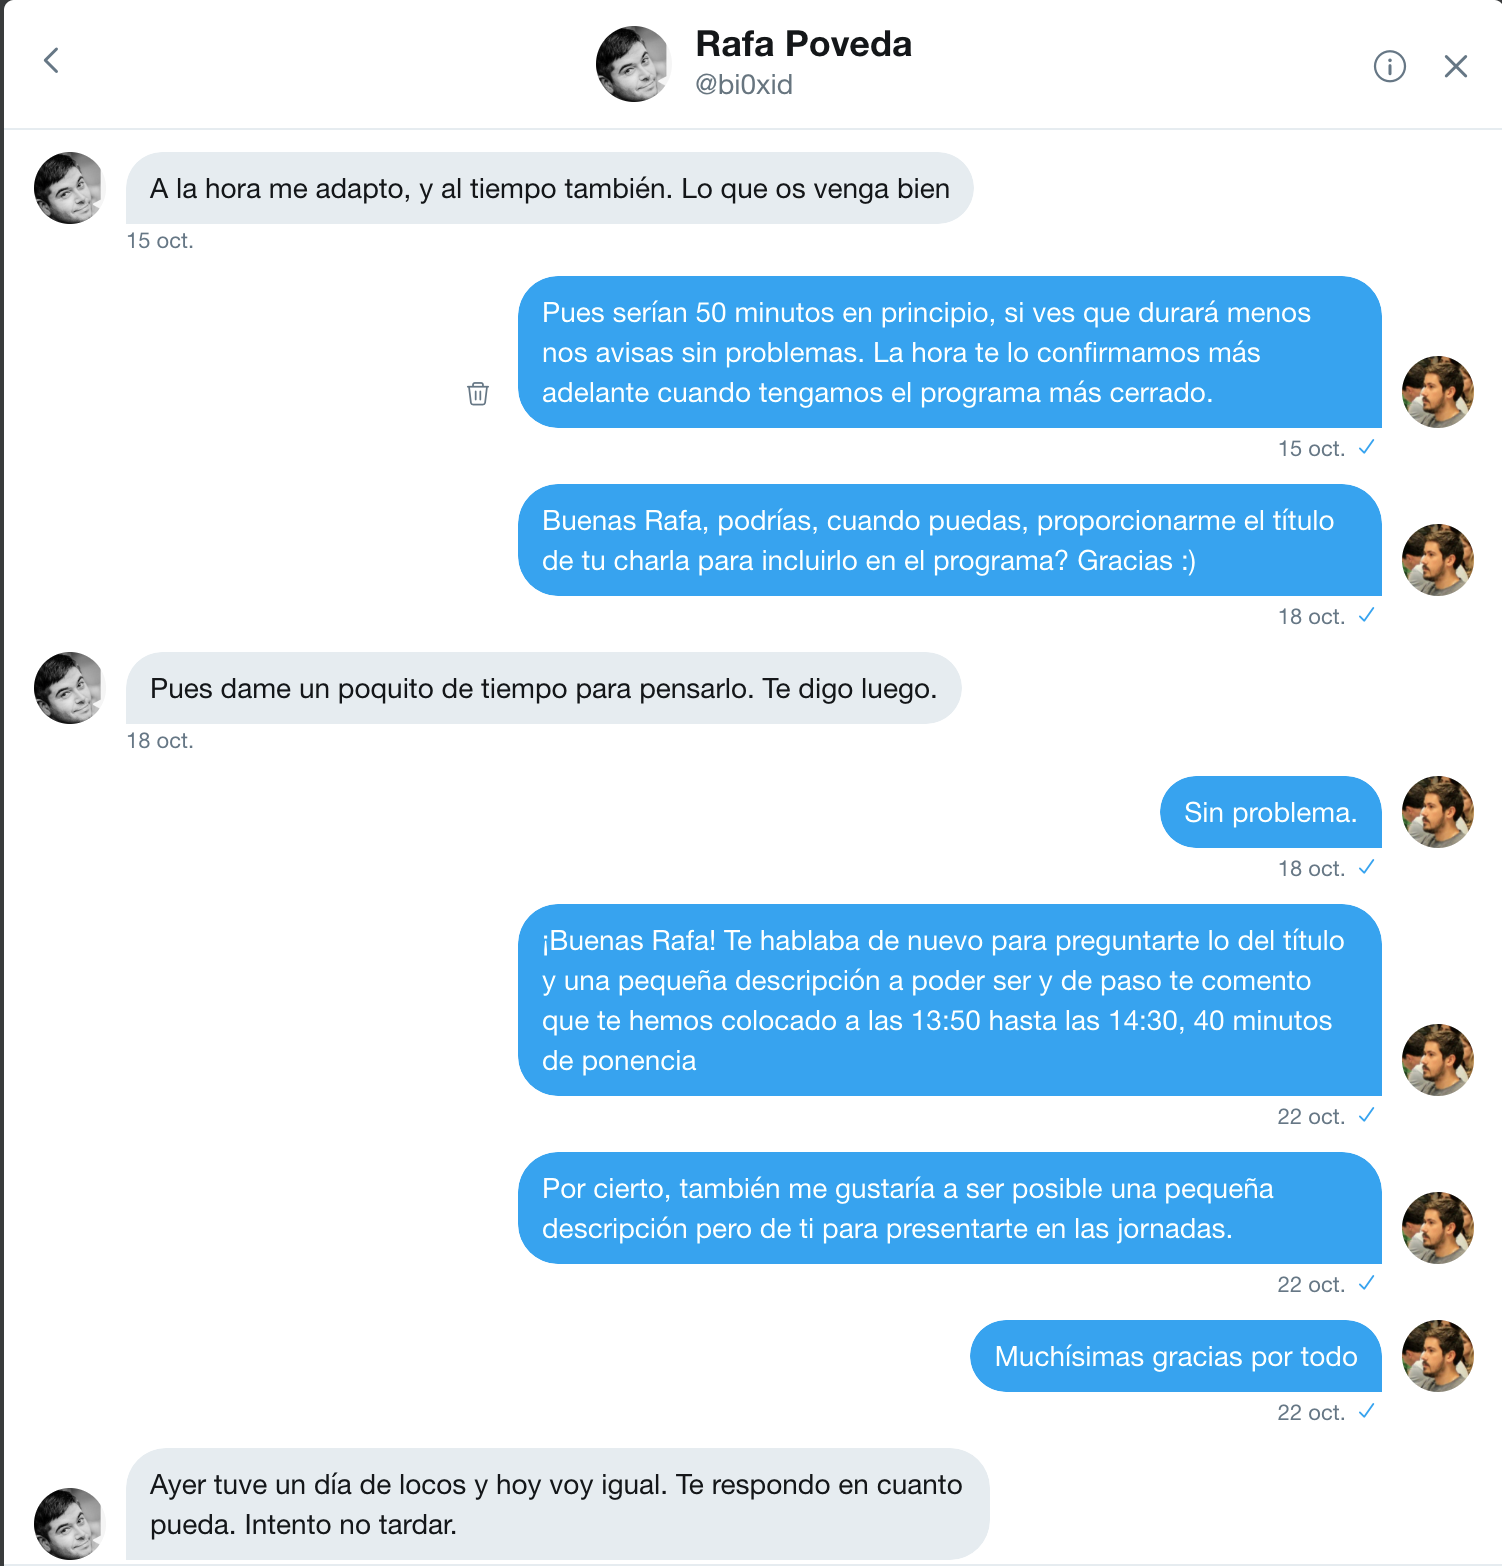 Rafa Poveda
@bi0xid
A la hora me adapto, y al tiempo también. Lo que os venga bien
15 oct.
Pues serían 50 minutos en principio, si ves que durará menos
nos avisas sin problemas. La hora te lo confirmamos más
adelante cuando tengamos el programa más cerrado.
15 oct.
Buenas Rafa, podrías, cuando puedas, proporcionarme el título
de tu charla para incluirlo en el programa? Gracias :)
18 oct.
Pues dame un poquito de tiempo para pensarlo. Te digo luego.
18 oct.
Sin problema.
18 oct.
¡Buenas Rafa! Te hablaba de nuevo para preguntarte lo del título
y una pequeña descripción a poder ser y de paso te comento
que te hemos colocado a las 13:50 hasta las 14:30, 40 minutos
de ponencia
22 oct.
Por cierto, también me gustaría a ser posible una pequeña
descripción pero de ti para presentarte en las jornadas.
22 oct.
Muchísimas gracias por todo
22 oct.
Ayer tuve un día de locos y hoy voy igual. Te respondo en cuanto
pueda. Intento no tardar.